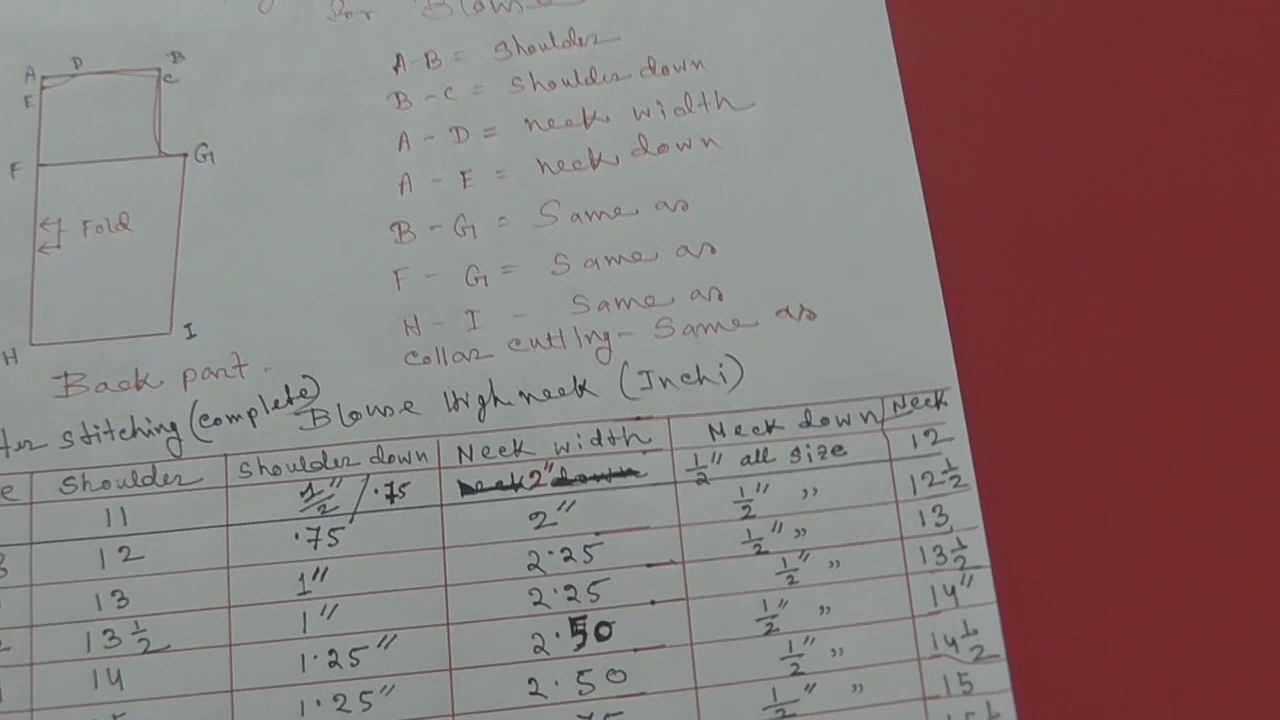 for Blouse
A-B = Shoulder
B-C = Shoulder down
A - D = neck width
A - E = neck down
B - G = Same as
F - G = Same as
H - I - Same as
Collar cutting - Same as
A D B
E C
F G
Fold
H I
Back part.
stitching (complete) Blouse High neck (Inchi)
e Shoulder Shoulder down Neck width Neck down Neck
11 1/2" / .75 2" 1/2" all size 12
12 .75 2" 1/2" " 12 1/2
13 1" 2.25 1/2" " 13
13 1/2 1" 2.25 1/2" " 13 1/2
14 1.25" 2.50 1/2" " 14"
1.25" 2.50 1/2" " 14 1/2
1/2" " 15